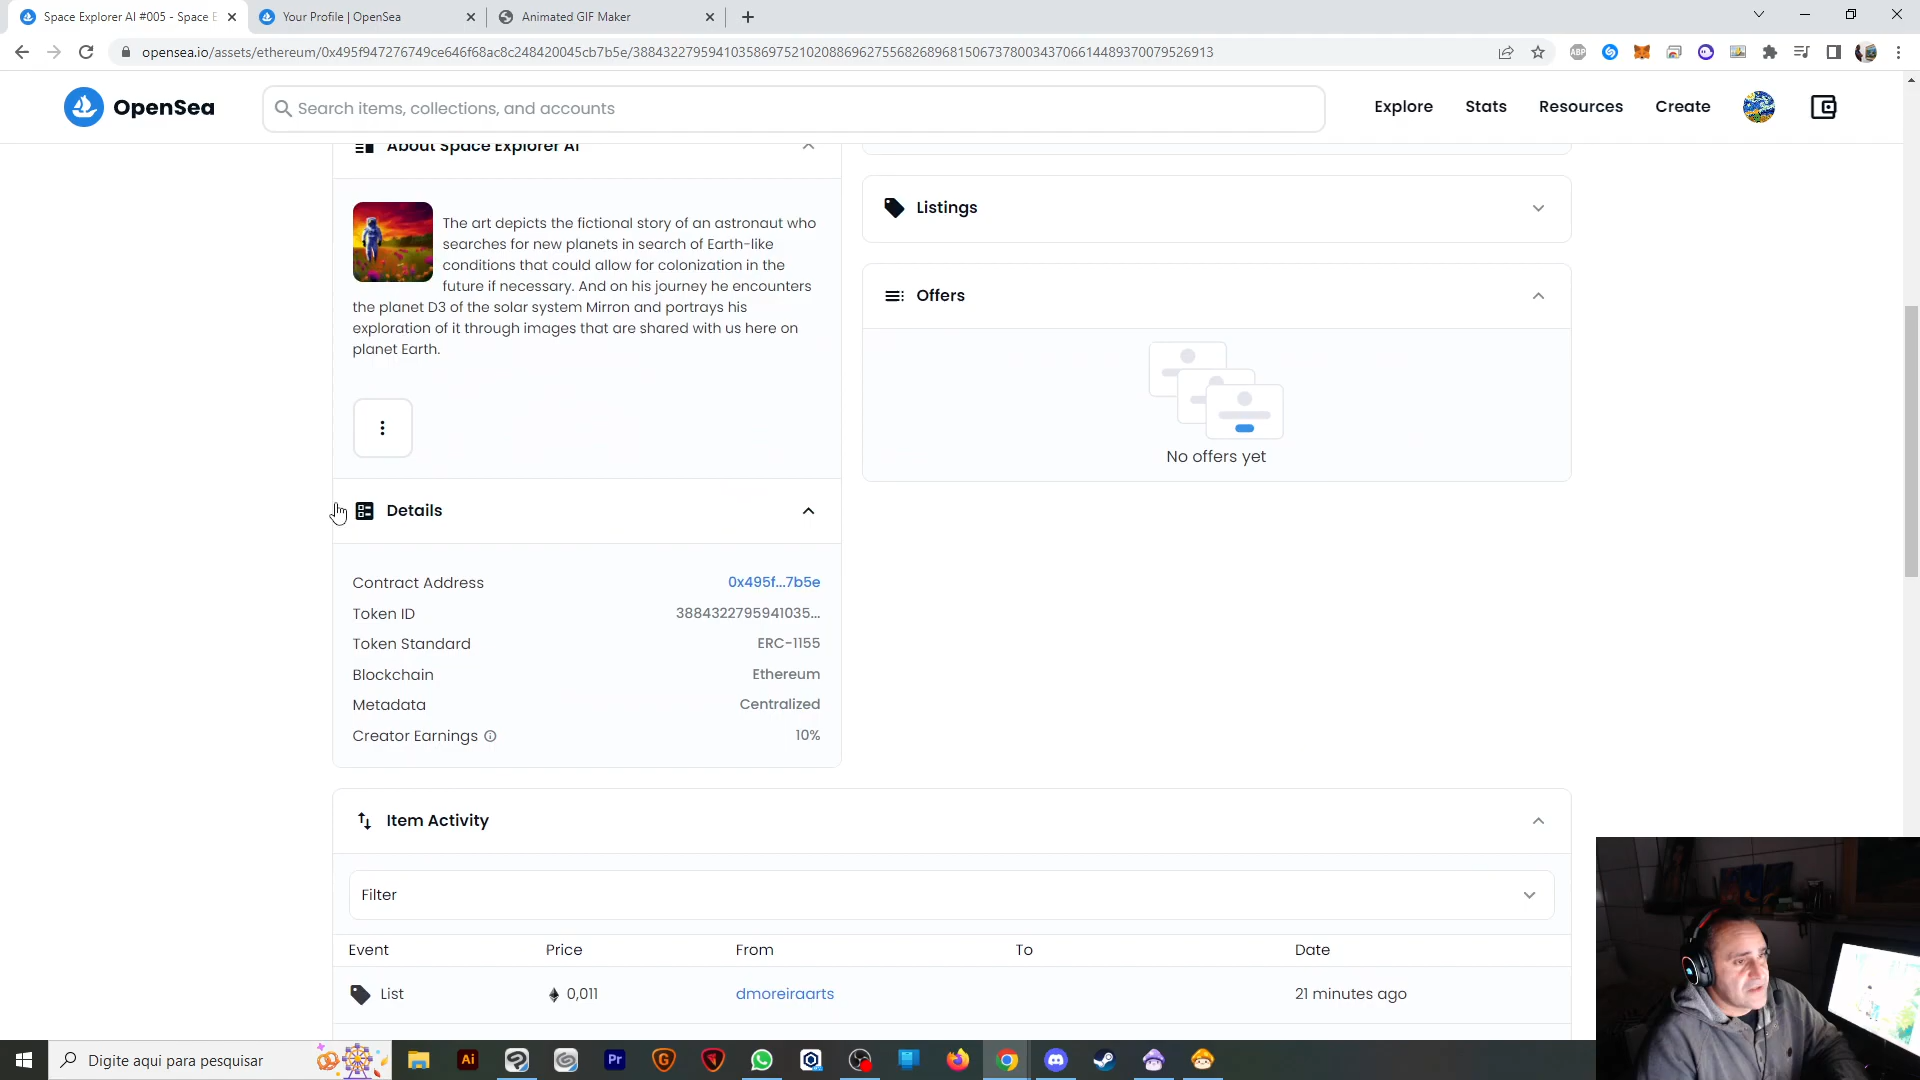 Space Explorer AI #005 - Space E
Your Profile | OpenSea
Animated GIF Maker
opensea.io/assets/ethereum/0x495f947276749ce646f68ac8c248420045cb7b5e/38843227959410358697521020886962755682689681506737800343706614489370079526913
OpenSea
Search items, collections, and accounts
Explore
Stats
Resources
Create
About Space Explorer AI
The art depicts the fictional story of an astronaut who
searches for new planets in search of Earth-like
conditions that could allow for colonization in the
future if necessary. And on his journey he encounters
the planet D3 of the solar system Mirron and portrays his
exploration of it through images that are shared with us here on
planet Earth.
Listings
Offers
No offers yet
Details
Contract Address 0x495f...7b5e
Token ID 3884322795941035...
Token Standard ERC-1155
Blockchain Ethereum
Metadata Centralized
Creator Earnings 10%
Item Activity
Filter
Event Price From To Date
List 0,011 dmoreiraarts 21 minutes ago
Digite aqui para pesquisar
Ai
Pr
ABP